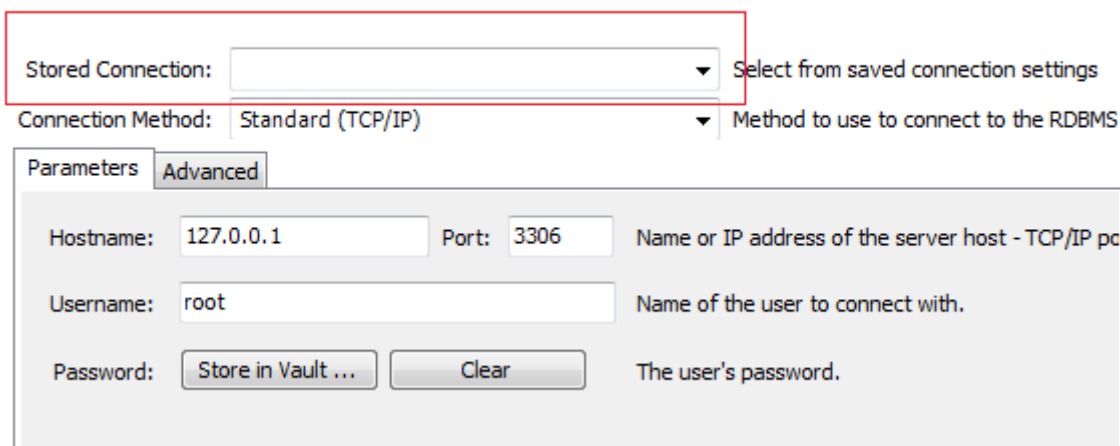 Stored Connection: Select from saved connection settings
Connection Method: Standard (TCP/IP) Method to use to connect to the RDBMS
Parameters Advanced
Hostname: 127.0.0.1 Port: 3306 Name or IP address of the server host - TCP/IP
Username: root Name of the user to connect with.
Password: Store in Vault ... Clear The user's password.